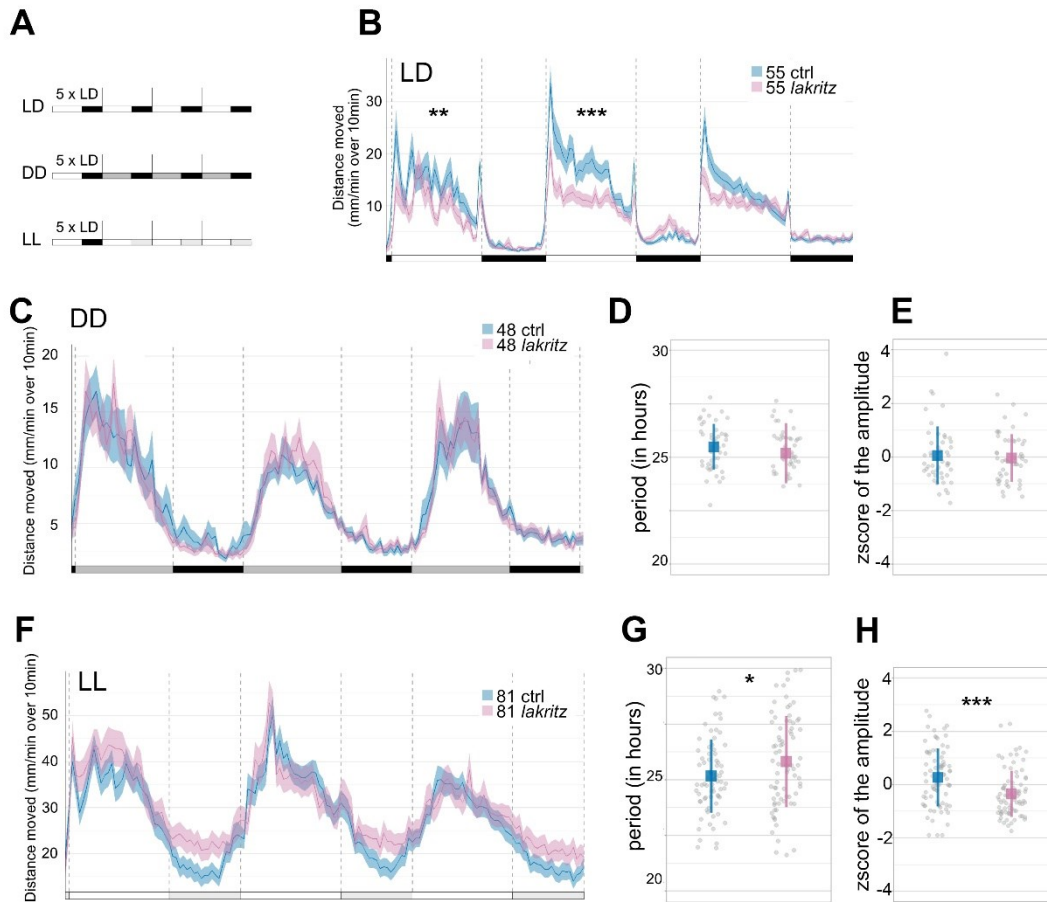 A
5 x LD
LD
5 x LD
DD
5 x LD
LL
B
LD
55 ctrl
55 lakritz
** ***
Distance moved
(mm/min over 10min)
30
20
10
C
DD
48 ctrl
48 lakritz
Distance moved (mm/min over 10min)
20
15
10
5
D
period (in hours)
30
25
20
E
zscore of the amplitude
4
2
0
-2
-4
F
LL
81 ctrl
81 lakritz
Distance moved (mm/min over 10min)
50
40
30
20
G
*
period (in hours)
30
25
20
H
***
zscore of the amplitude
4
2
0
-2
-4